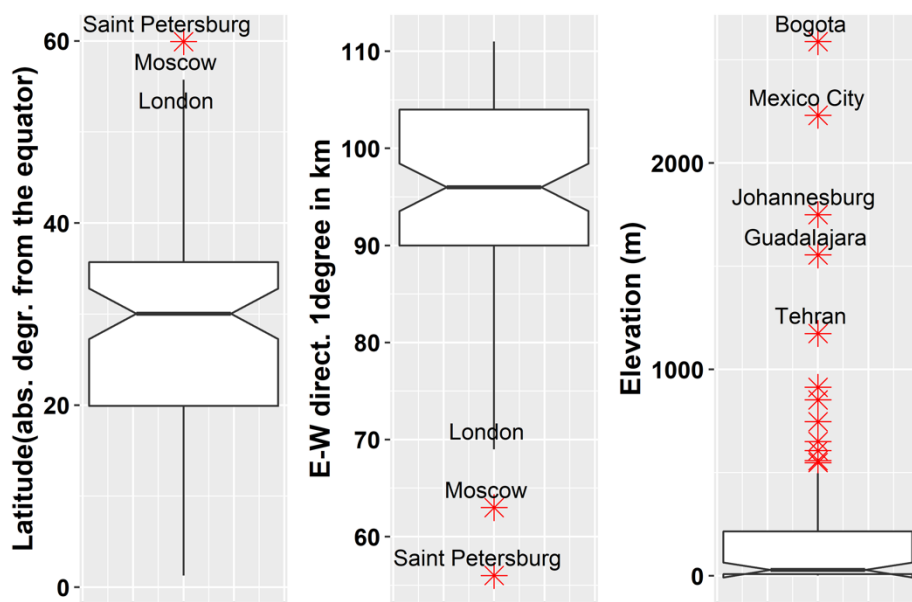 Latitude(abs. degr. from the equator)
60
40
20
0
Saint Petersburg
Moscow
London
E-W direct. 1degree in km
110
100
90
80
70
60
London
Moscow
Saint Petersburg
Elevation (m)
2000
1000
0
Bogota
Mexico City
Johannesburg
Guadalajara
Tehran